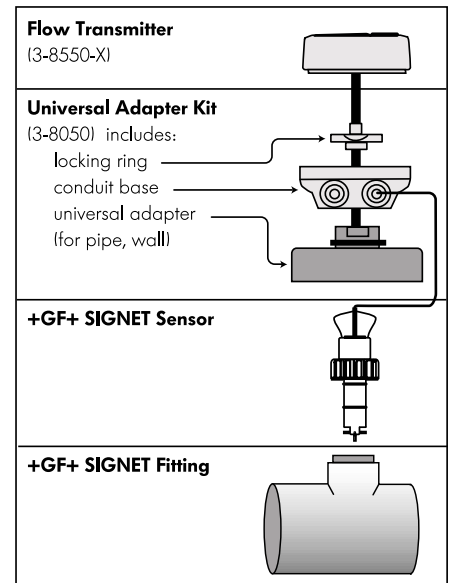 Flow Transmitter
(3-8550-X)
Universal Adapter Kit
(3-8050) includes:
locking ring
conduit base
universal adapter
(for pipe, wall)
+GF+ SIGNET Sensor
+GF+ SIGNET Fitting